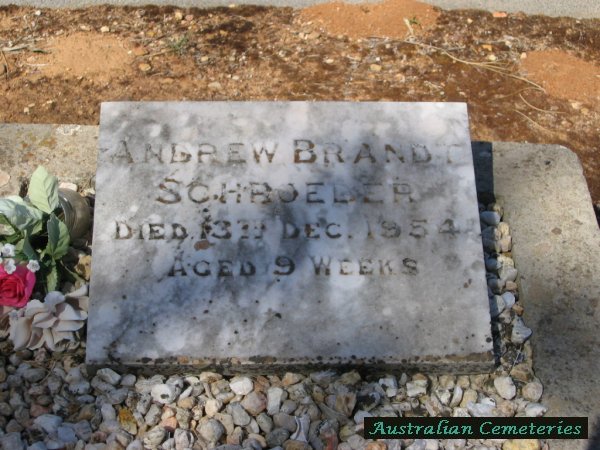 ANDREW BRANDT
SCHROEDER
DIED 13TH DEC. 1954
AGED 9 WEEKS
Australian Cemeteries